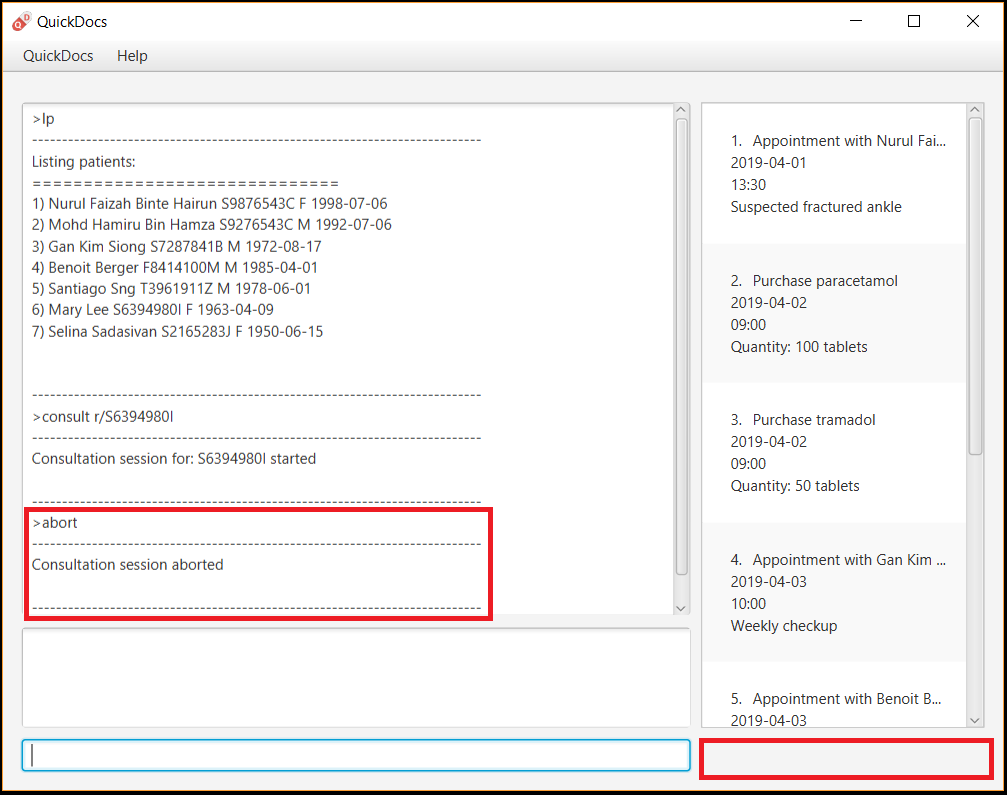 QuickDocs
QuickDocs Help
>lp
--------------------------------------------------------------------------
Listing patients:
==============================
1) Nurul Faizah Binte Hairun S9876543C F 1998-07-06
2) Mohd Hamiru Bin Hamza S9276543C M 1992-07-06
3) Gan Kim Siong S7287841B M 1972-08-17
4) Benoit Berger F8414100M M 1985-04-01
5) Santiago Sng T3961911Z M 1978-06-01
6) Mary Lee S6394980I F 1963-04-09
7) Selina Sadasivan S2165283J F 1950-06-15
--------------------------------------------------------------------------
>consult r/S6394980I
--------------------------------------------------------------------------
Consultation session for: S6394980I started
--------------------------------------------------------------------------
>abort
--------------------------------------------------------------------------
Consultation session aborted
--------------------------------------------------------------------------
1. Appointment with Nurul Fai...
2019-04-01
13:30
Suspected fractured ankle
2. Purchase paracetamol
2019-04-02
09:00
Quantity: 100 tablets
3. Purchase tramadol
2019-04-02
09:00
Quantity: 50 tablets
4. Appointment with Gan Kim ...
2019-04-03
10:00
Weekly checkup
5. Appointment with Benoit B...
2019-04-03